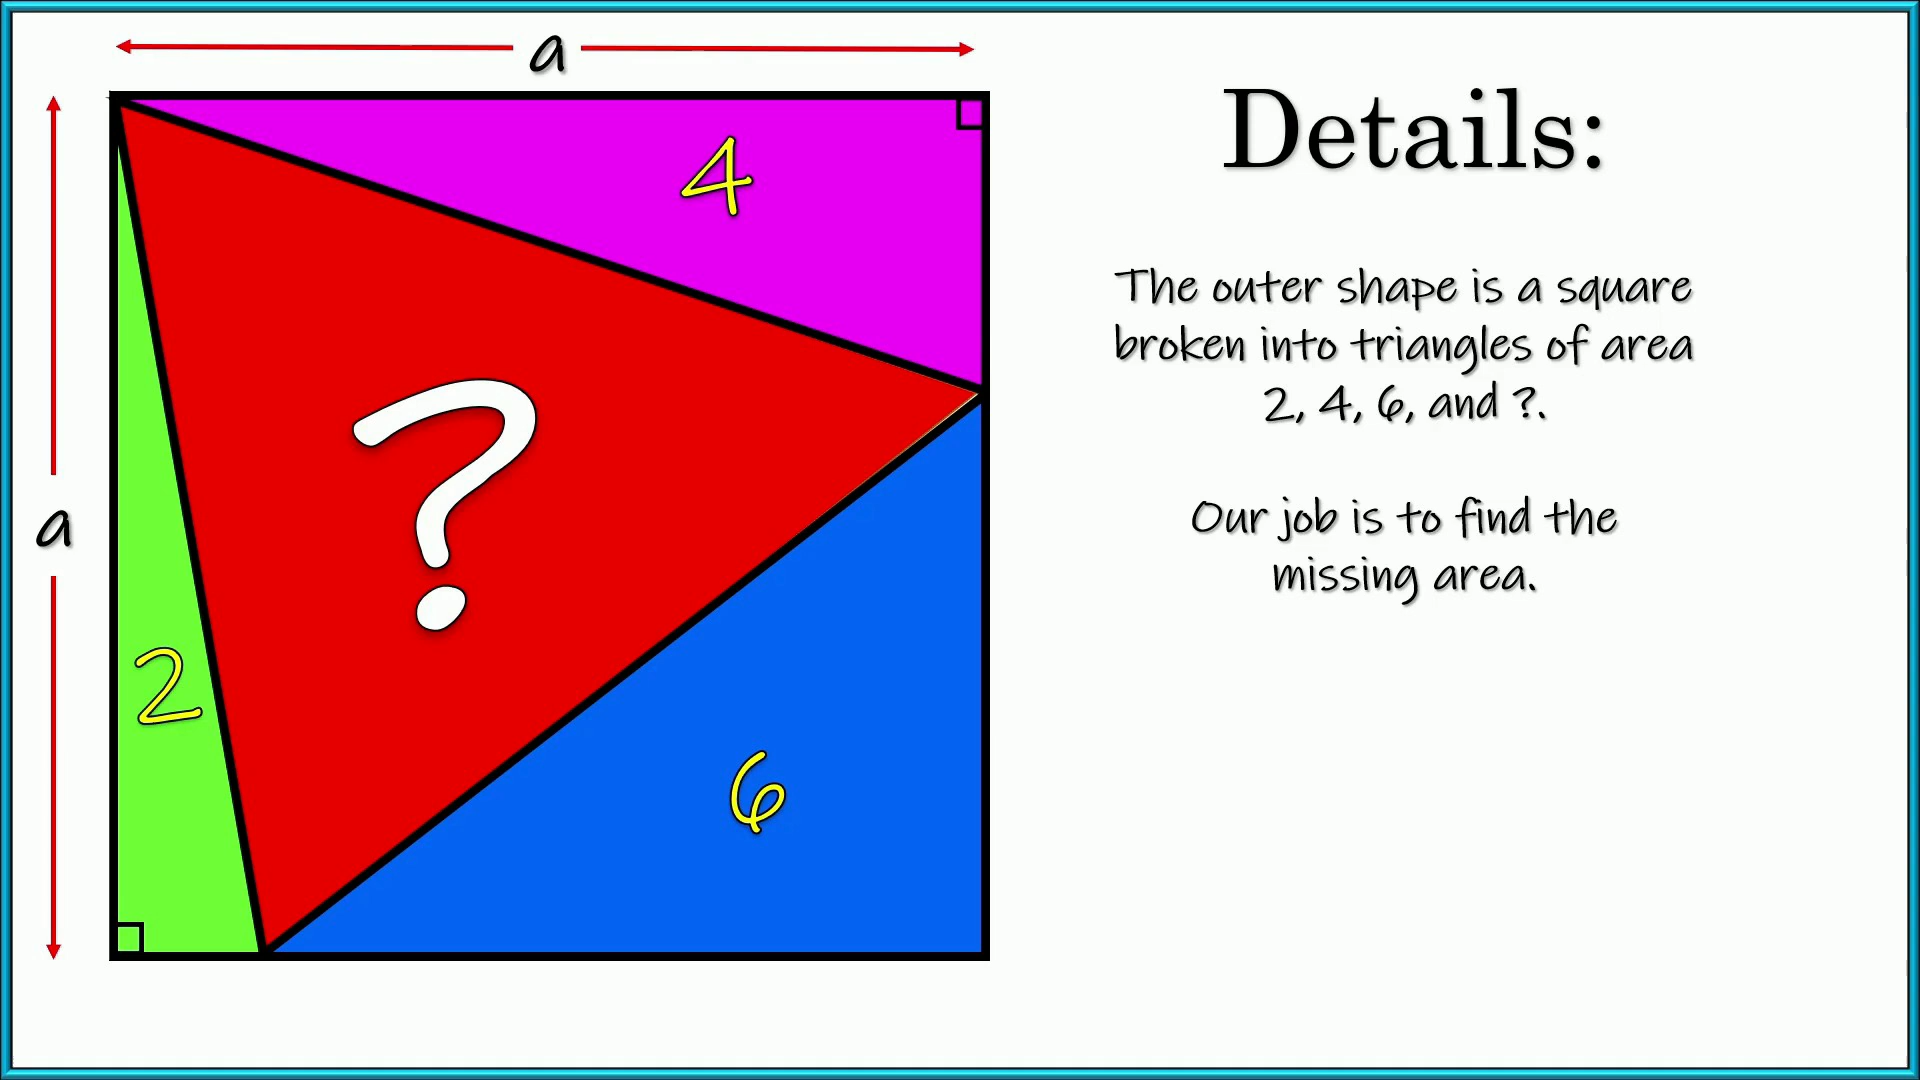 a
Details:
4
The outer shape is a square
broken into triangles of area
2, 4, 6, and ?.
?
a
Our job is to find the
missing area.
2
6